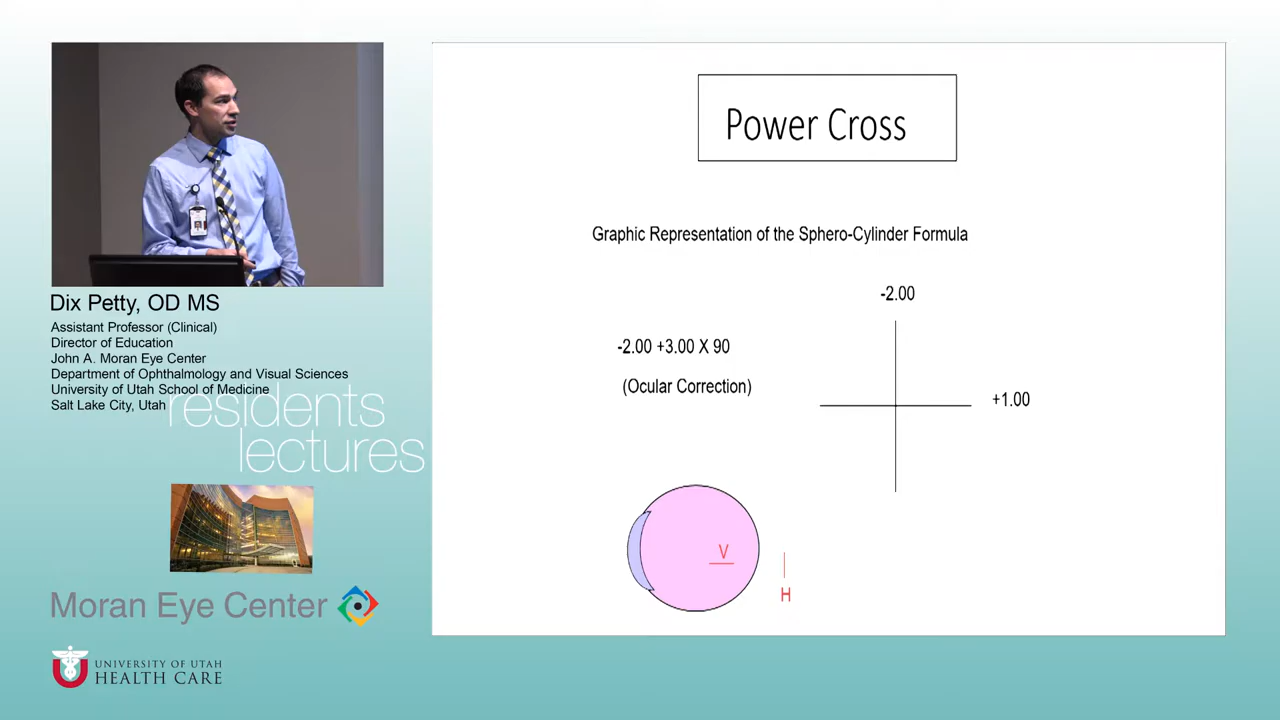 Power Cross
Graphic Representation of the Sphero-Cylinder Formula
-2.00
-2.00 +3.00 X 90
(Ocular Correction)
+1.00
V
H
Dix Petty, OD MS
Assistant Professor (Clinical)
Director of Education
John A. Moran Eye Center
Department of Ophthalmology and Visual Sciences
University of Utah School of Medicine
Salt Lake City, Utah
residents
lectures
Moran Eye Center
UNIVERSITY OF UTAH
HEALTH CARE